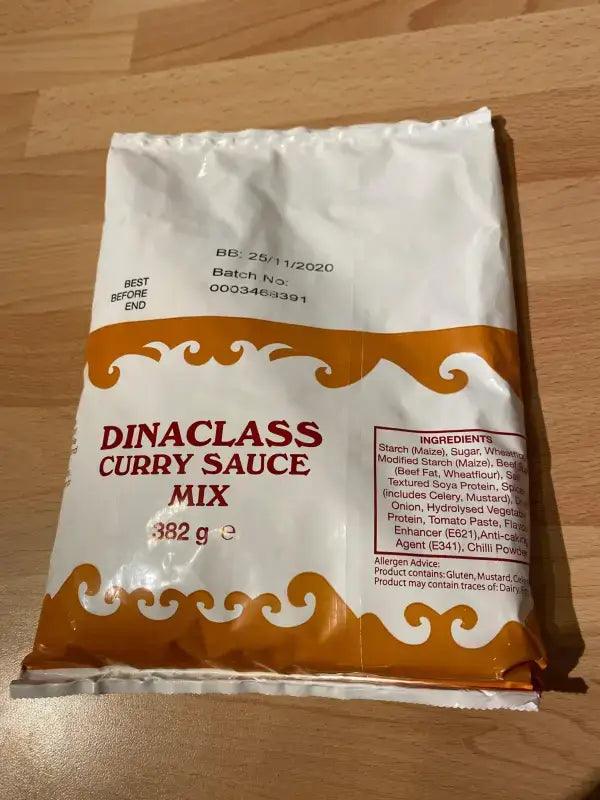 BB: 25/11/2020
Batch No:
0003468391
BEST
BEFORE
END
DINACLASS
CURRY SAUCE
MIX
382 g e
INGREDIENTS
Starch (Maize), Sugar,
Modified Starch (Maize), Beef
(Beef Fat, Wheatflour),
Textured Soya Protein,
(includes Celery, Mustard),
Onion, Hydrolysed
Protein, Tomato Paste,
Enhancer (E621),Anti-caking
Agent (E341), Chilli Powder
Allergen Advice:
Product contains: Gluten, Mustard,
Product may contain traces of: Dairy,